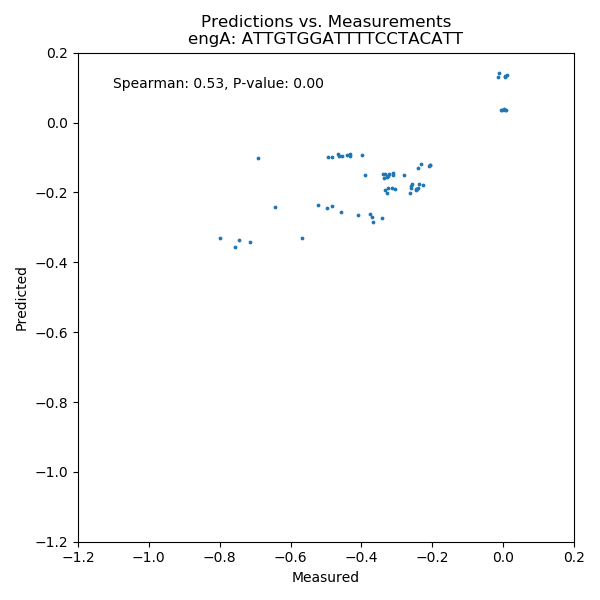 Predictions vs. Measurements
engA: ATTGTGGATTTTCCTACATT
Spearman: 0.53, P-value: 0.00
0.2
0.0
−0.2
−0.4
−0.6
−0.8
−1.0
−1.2
Predicted
−1.2 −1.0 −0.8 −0.6 −0.4 −0.2 0.0 0.2
Measured